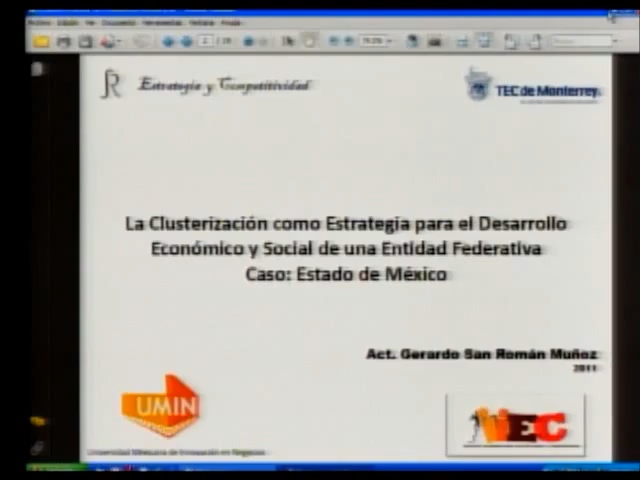 Estrategia y Competitividad
TEC de Monterrey
La Clusterización como Estrategia para el Desarrollo
Económico y Social de una Entidad Federativa
Caso: Estado de México
Act. Gerardo San Román Muñoz
2011
UMIN
Universidad Mexicana de Innovación en Negocios